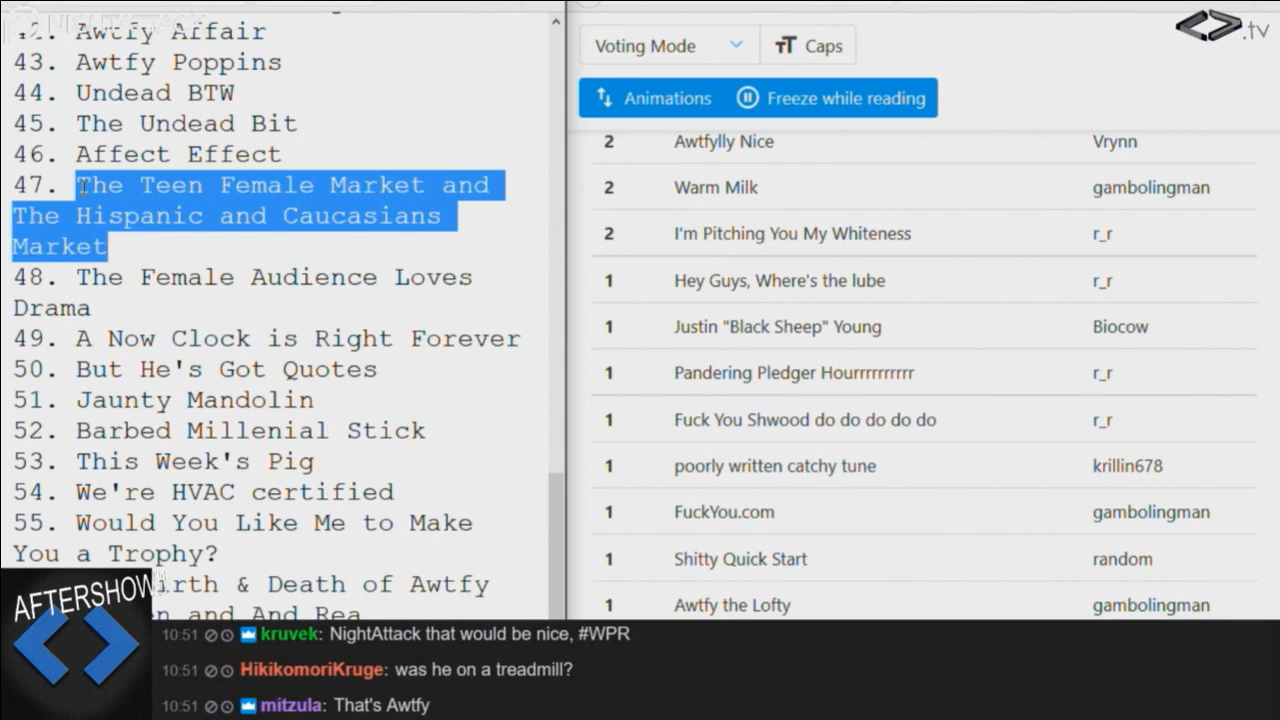 NIGHTATTACK
42. Awtfy Affair
43. Awtfy Poppins
44. Undead BTW
45. The Undead Bit
46. Affect Effect
47. The Teen Female Market and
The Hispanic and Caucasians
Market
48. The Female Audience Loves
Drama
49. A Now Clock is Right Forever
50. But He's Got Quotes
51. Jaunty Mandolin
52. Barbed Millenial Stick
53. This Week's Pig
54. We're HVAC certified
55. Would You Like Me to Make
You a Trophy?
irth & Death of Awtfy
n and And Rea
.tv
Voting Mode Caps
Animations Freeze while reading
2 Awtfylly Nice Vrynn
2 Warm Milk gambolingman
2 I'm Pitching You My Whiteness r_r
1 Hey Guys, Where's the lube r_r
1 Justin "Black Sheep" Young Biocow
1 Pandering Pledger Hourrrrrrrrrr r_r
1 Fuck You Shwood do do do do do r_r
1 poorly written catchy tune krillin678
1 FuckYou.com gambolingman
1 Shitty Quick Start random
1 Awtfy the Lofty gambolingman
AFTERSHOW!
10:51 kruvek: NightAttack that would be nice, #WPR
10:51 HikikomoriKruge: was he on a treadmill?
10:51 mitzula: That's Awtfy